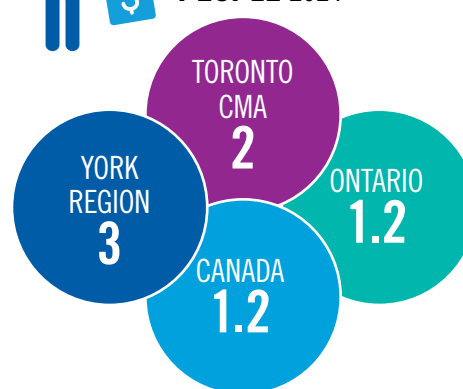 $
TORONTO
CMA
2
YORK
REGION
3
ONTARIO
1.2
CANADA
1.2